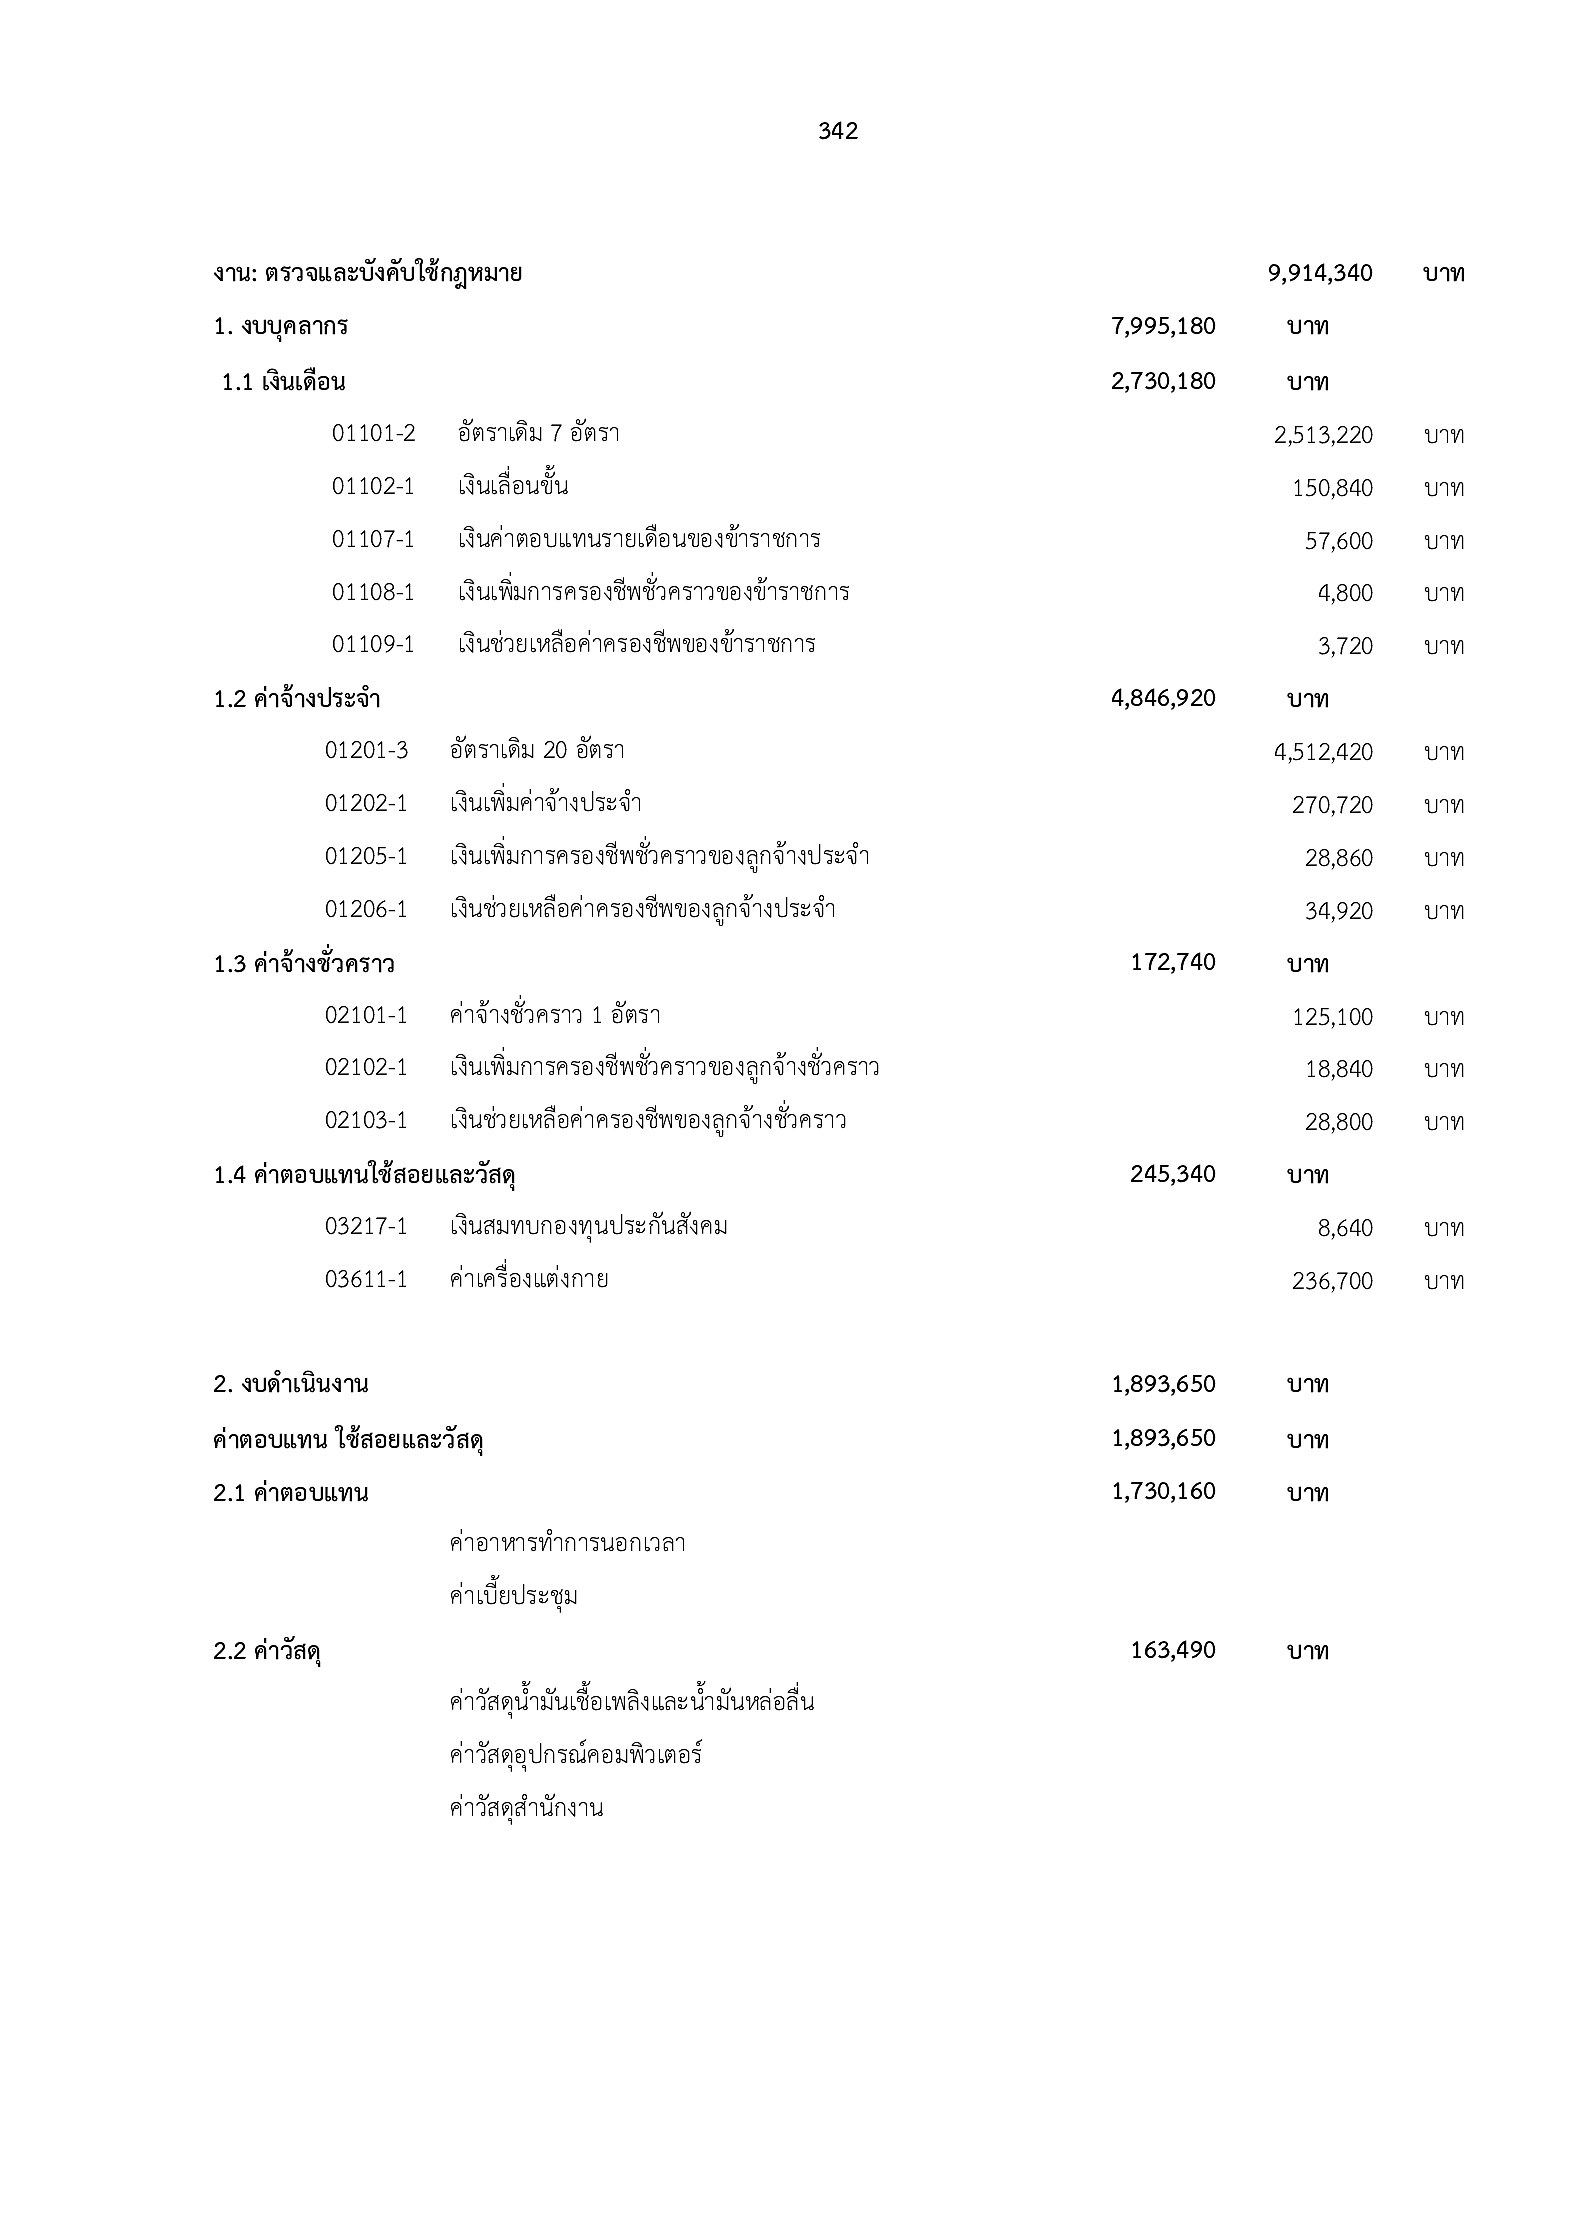 342
งาน: ตรวจและบังคับใช้กฎหมาย 9,914,340 บาท
1. งบบุคลากร 7,995,180 บาท
1.1 เงินเดือน 2,730,180 บาท
01101-2 อัตราเดิม 7 อัตรา 2,513,220 บาท
01102-1 เงินเลื่อนขั้น 150,840 บาท
01107-1 เงินค่าตอบแทนรายเดือนของข้าราชการ 57,600 บาท
01108-1 เงินเพิ่มการครองชีพชั่วคราวของข้าราชการ 4,800 บาท
01109-1 เงินช่วยเหลือค่าครองชีพของข้าราชการ 3,720 บาท
1.2 ค่าจ้างประจำ 4,846,920 บาท
01201-3 อัตราเดิม 20 อัตรา 4,512,420 บาท
01202-1 เงินเพิ่มค่าจ้างประจำ 270,720 บาท
01205-1 เงินเพิ่มการครองชีพชั่วคราวของลูกจ้างประจำ 28,860 บาท
01206-1 เงินช่วยเหลือค่าครองชีพของลูกจ้างประจำ 34,920 บาท
1.3 ค่าจ้างชั่วคราว 172,740 บาท
02101-1 ค่าจ้างชั่วคราว 1 อัตรา 125,100 บาท
02102-1 เงินเพิ่มการครองชีพชั่วคราวของลูกจ้างชั่วคราว 18,840 บาท
02103-1 เงินช่วยเหลือค่าครองชีพของลูกจ้างชั่วคราว 28,800 บาท
1.4 ค่าตอบแทนใช้สอยและวัสดุ 245,340 บาท
03217-1 เงินสมทบกองทุนประกันสังคม 8,640 บาท
03611-1 ค่าเครื่องแต่งกาย 236,700 บาท
2. งบดำเนินงาน 1,893,650 บาท
ค่าตอบแทน ใช้สอยและวัสดุ 1,893,650 บาท
2.1 ค่าตอบแทน 1,730,160 บาท
ค่าอาหารทำการนอกเวลา
ค่าเบี้ยประชุม
2.2 ค่าวัสดุ 163,490 บาท
ค่าวัสดุน้ำมันเชื้อเพลิงและน้ำมันหล่อลื่น
ค่าวัสดุอุปกรณ์คอมพิวเตอร์
ค่าวัสดุสำนักงาน